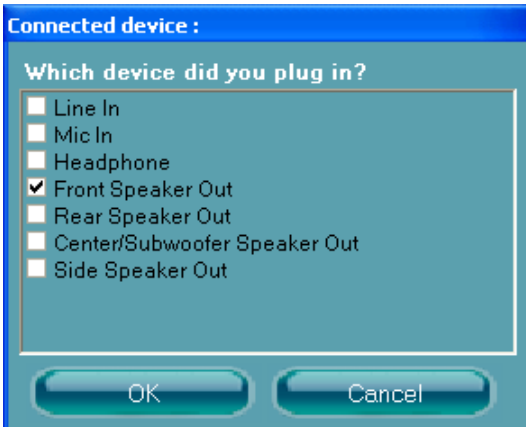 Connected device :
Which device did you plug in?
Line In
Mic In
Headphone
Front Speaker Out
Rear Speaker Out
Center/Subwoofer Speaker Out
Side Speaker Out
OK
Cancel